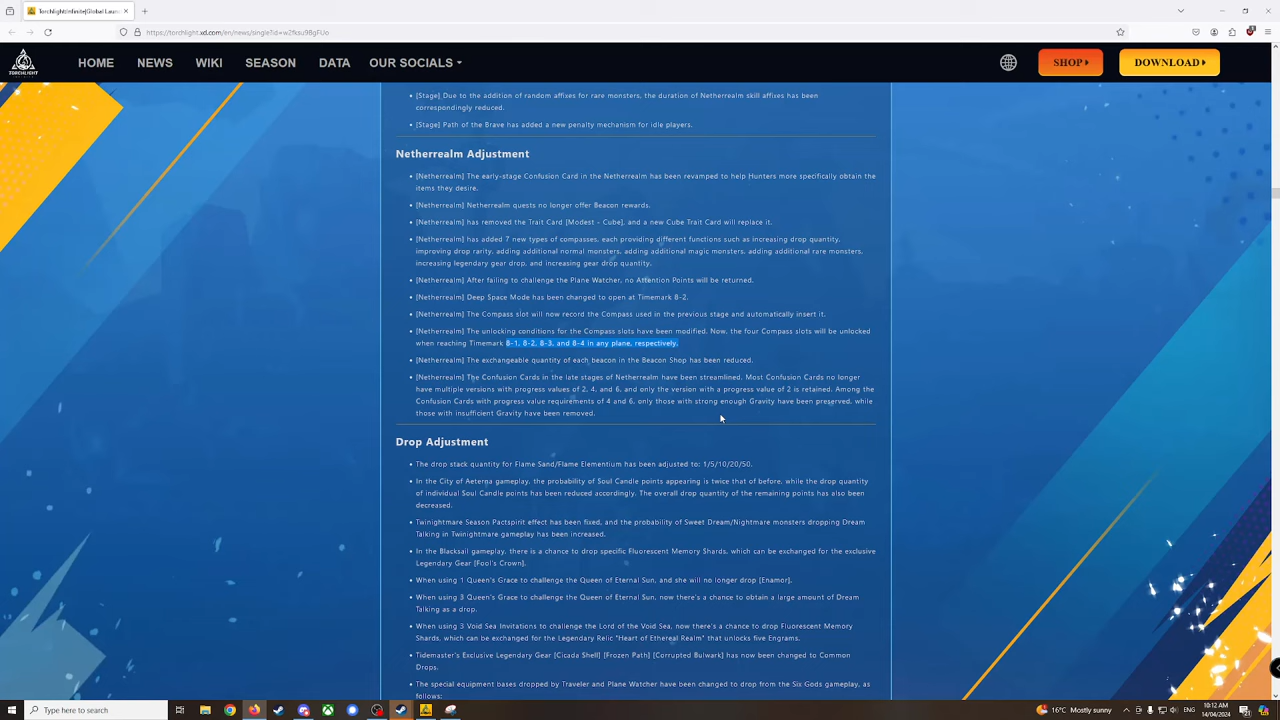 Torchlight:Infinite|Global Laun
https://torchlight.xd.com/en/news/single?id=w2fksu98gFUo
TORCHLIGHT
HOME NEWS WIKI SEASON DATA OUR SOCIALS SHOP DOWNLOAD
[Stage] Due to the addition of random affixes for rare monsters, the duration of Netherrealm skill affixes has been
correspondingly reduced.
[Stage] Path of the Brave has added a new penalty mechanism for idle players.
Netherrealm Adjustment
[Netherrealm] The early-stage Confusion Card in the Netherrealm has been revamped to help Hunters more specifically obtain the
items they desire.
[Netherrealm] Netherrealm quests no longer offer Beacon rewards.
[Netherrealm] has removed the Trait Card [Modest - Cube], and a new Cube Trait Card will replace it.
[Netherrealm] has added 7 new types of compasses, each providing different functions such as increasing drop quantity,
improving drop rarity, adding additional normal monsters, adding additional magic monsters, adding additional rare monsters,
increasing legendary gear drop, and increasing gear drop quantity.
[Netherrealm] After failing to challenge the Plane Watcher, no Attention Points will be returned.
[Netherrealm] Deep Space Mode has been changed to open at Timemark 8-2.
[Netherrealm] The Compass slot will now record the Compass used in the previous stage and automatically insert it.
[Netherrealm] The unlocking conditions for the Compass slots have been modified. Now, the four Compass slots will be unlocked
when reaching Timemark 8-1, 8-2, 8-3, and 8-4 in any plane, respectively.
[Netherrealm] The exchangeable quantity of each beacon in the Beacon Shop has been reduced.
[Netherrealm] The Confusion Cards in the late stages of Netherrealm have been streamlined. Most Confusion Cards no longer
have multiple versions with progress values of 2, 4, and 6, and only the version with a progress value of 2 is retained. Among the
Confusion Cards with progress value requirements of 4 and 6, only those with strong enough Gravity have been preserved, while
those with insufficient Gravity have been removed.
Drop Adjustment
The drop stack quantity for Flame Sand/Flame Elementium has been adjusted to: 1/5/10/20/50.
In the City of Aeterna gameplay, the probability of Soul Candle points appearing is twice that of before, while the drop quantity
of individual Soul Candle points has been reduced accordingly. The overall drop quantity of the remaining points has also been
decreased.
Twinightmare Season Pactspirit effect has been fixed, and the probability of Sweet Dream/Nightmare monsters dropping Dream
Talking in Twinightmare gameplay has been increased.
In the Blacksail gameplay, there is a chance to drop specific Fluorescent Memory Shards, which can be exchanged for the exclusive
Legendary Gear [Fool's Crown].
When using 1 Queen's Grace to challenge the Queen of Eternal Sun, and she will no longer drop [Enamor].
When using 3 Queen's Grace to challenge the Queen of Eternal Sun, now there's a chance to obtain a large amount of Dream
Talking as a drop.
When using 3 Void Sea Invitations to challenge the Lord of the Void Sea, now there's a chance to drop Fluorescent Memory
Shards, which can be exchanged for the Legendary Relic "Heart of Ethereal Realm" that unlocks five Engrams.
Tidemaster's Exclusive Legendary Gear [Cicada Shell] [Frozen Path] [Corrupted Bulwark] has now been changed to Common
Drops.
The special equipment bases dropped by Traveler and Plane Watcher have been changed to drop from the Six Gods gameplay, as
follows:
Type here to search
16°C Mostly sunny
10:12 AM
14/04/2024